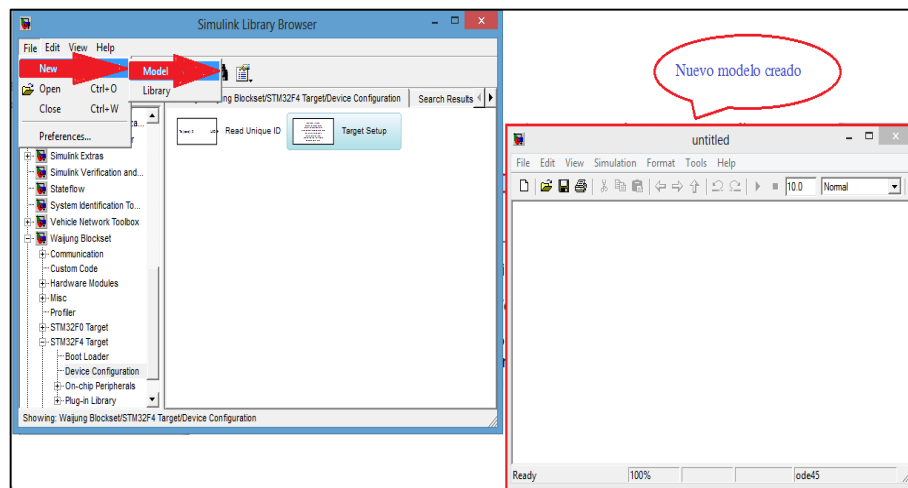 Simulink Library Browser
File Edit View Help
New
Model
Open Ctrl+O
Library
Close Ctrl+W
Preferences...
Blockset/STM32F4 Target/Device Configuration
Search Results
Read Unique ID
Target Setup
Simulink Extras
Simulink Verification and...
Stateflow
System Identification To...
Vehicle Network Toolbox
Waijung Blockset
Communication
Custom Code
Hardware Modules
Misc
Profiler
STM32F0 Target
STM32F4 Target
Boot Loader
Device Configuration
On-chip Peripherals
Plug-in Library
Showing: Waijung Blockset/STM32F4 Target/Device Configuration
Nuevo modelo creado
untitled
File Edit View Simulation Format Tools Help
10.0 Normal
Ready 100% ode45